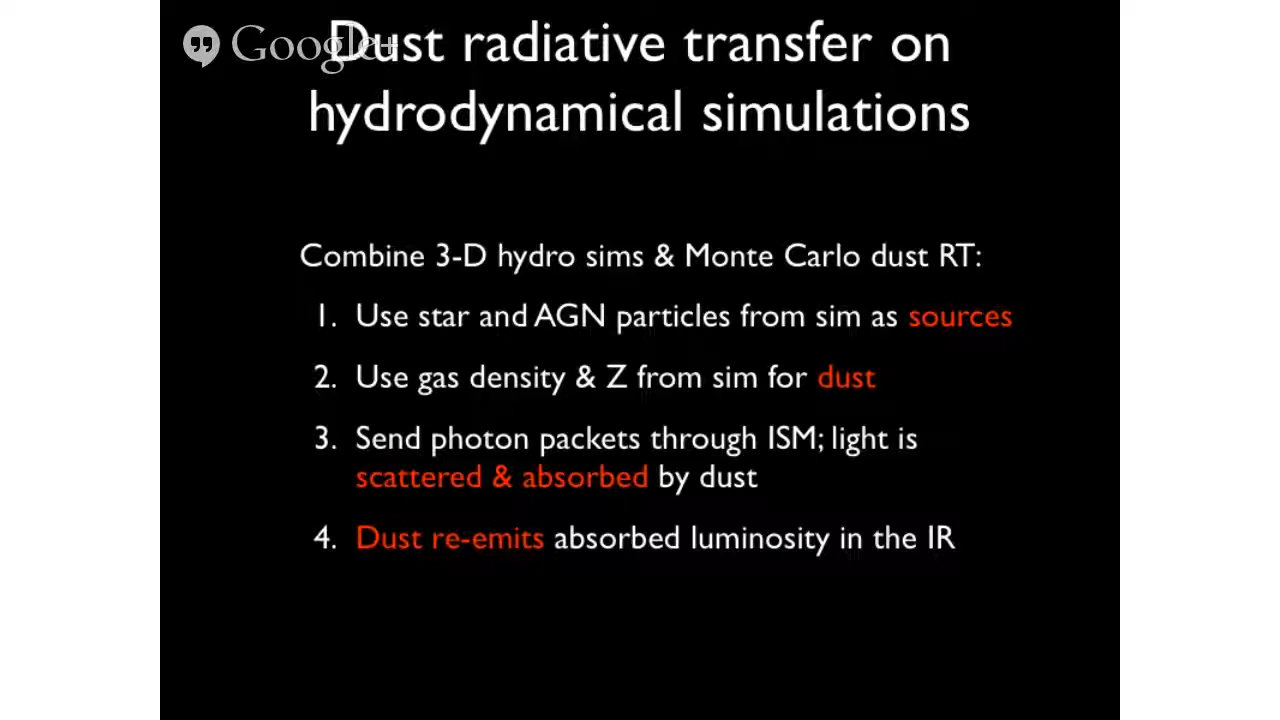 Google+
Dust radiative transfer on
hydrodynamical simulations
Combine 3-D hydro sims & Monte Carlo dust RT:
1. Use star and AGN particles from sim as sources
2. Use gas density & Z from sim for dust
3. Send photon packets through ISM; light is
scattered & absorbed by dust
4. Dust re-emits absorbed luminosity in the IR